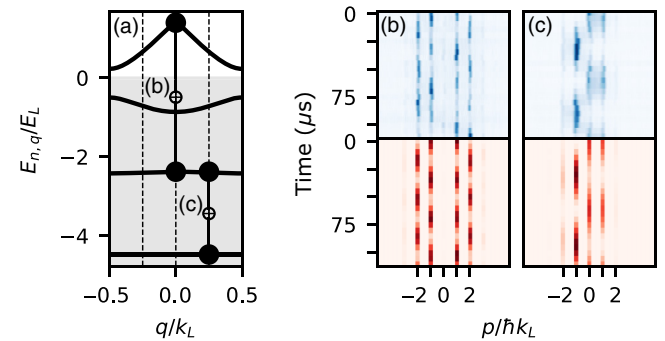 (a)
0
−2
−4
E_{n, q}/E_L
(b)
(c)
−0.5
0.0
0.5
q/k_L
(b)
(c)
0
75
0
75
Time (μs)
−2
0
2
−2
0
2
p/ħk_L